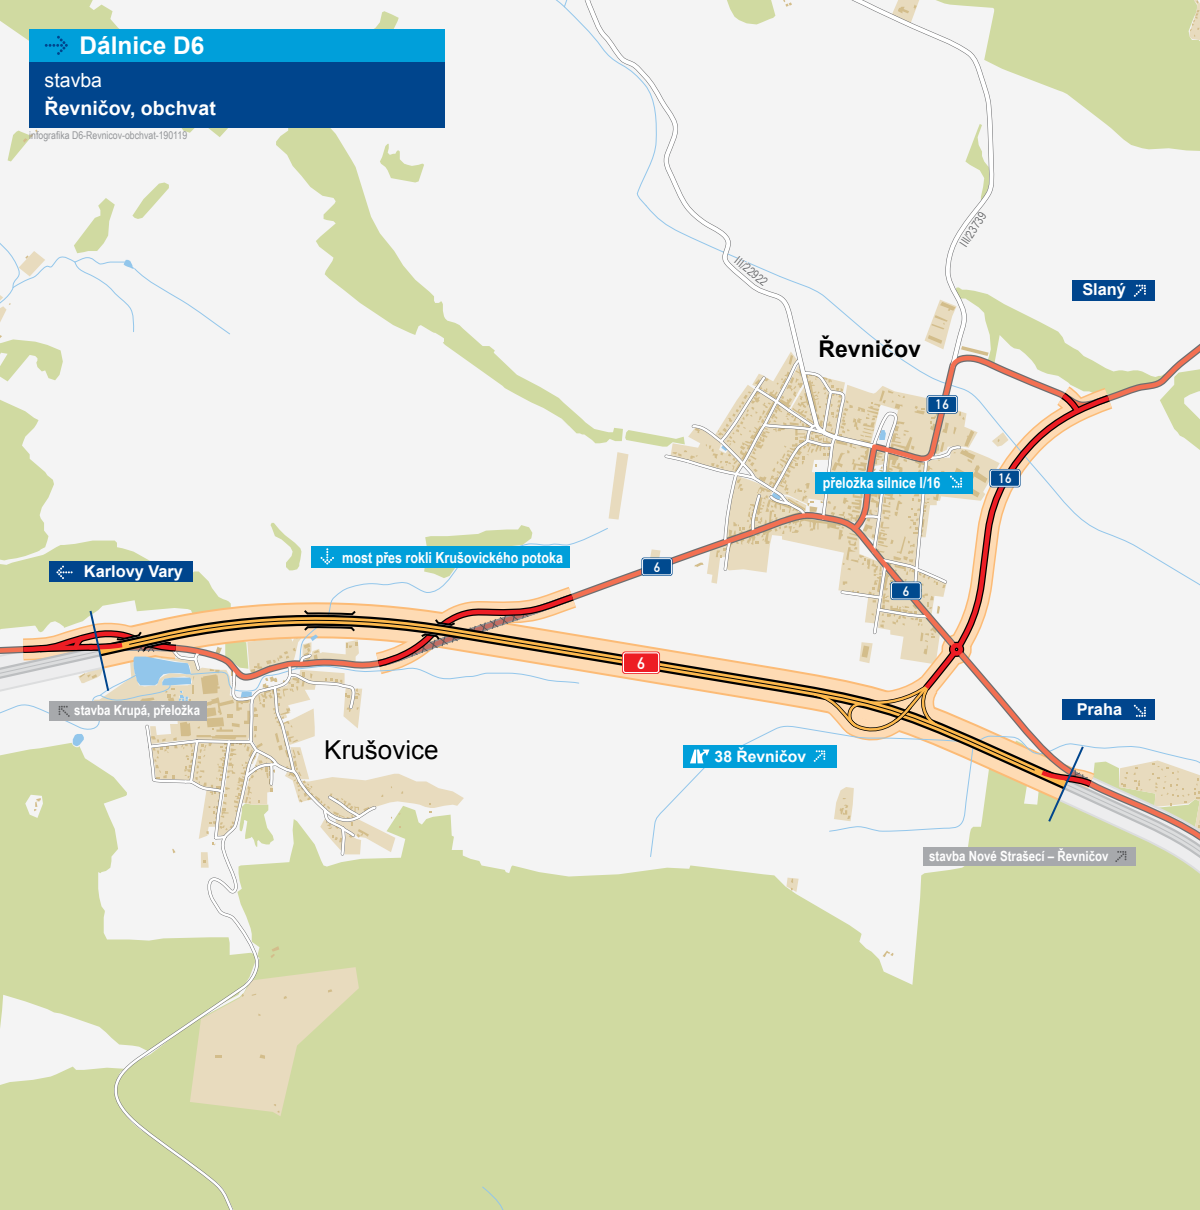 Dálnice D6
stavba
Řevničov, obchvat
infografika D6-Revnicov-obchvat-190119
III/23739
III/22922
Slaný
Řevničov
16
16
přeložka silnice I/16
most přes rokli Krušovického potoka
6
Karlovy Vary
6
6
stavba Krupá, přeložka
Praha
Krušovice
38 Řevničov
stavba Nové Strašecí – Řevničov